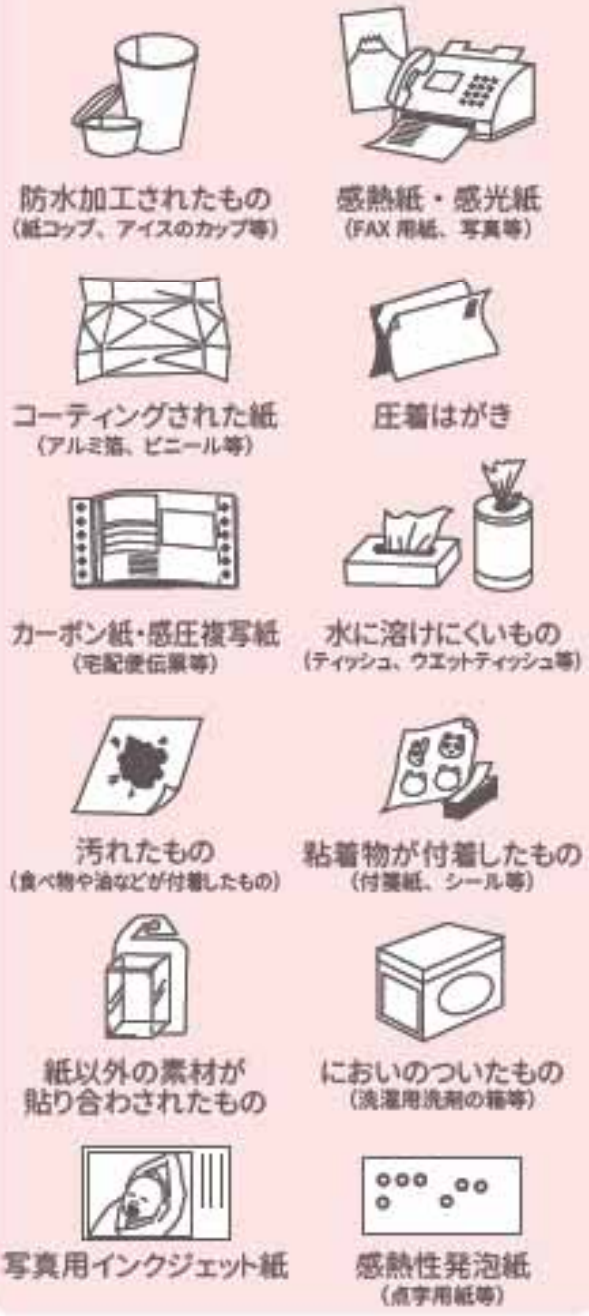 防水加工されたもの
(紙コップ、アイスのカップ等)
感熱紙・感光紙
(FAX 用紙、写真等)
コーティングされた紙
(アルミ箔、ビニール等)
圧着はがき
カーボン紙・感圧複写紙
(宅配便伝票等)
水に溶けにくいもの
(ティッシュ、ウエットティッシュ等)
汚れたもの
(食べ物や油などが付着したもの)
粘着物が付着したもの
(付箋紙、シール等)
紙以外の素材が
貼り合わされたもの
においのついたもの
(洗濯用洗剤の箱等)
写真用インクジェット紙
感熱性発泡紙
(点字用紙等)